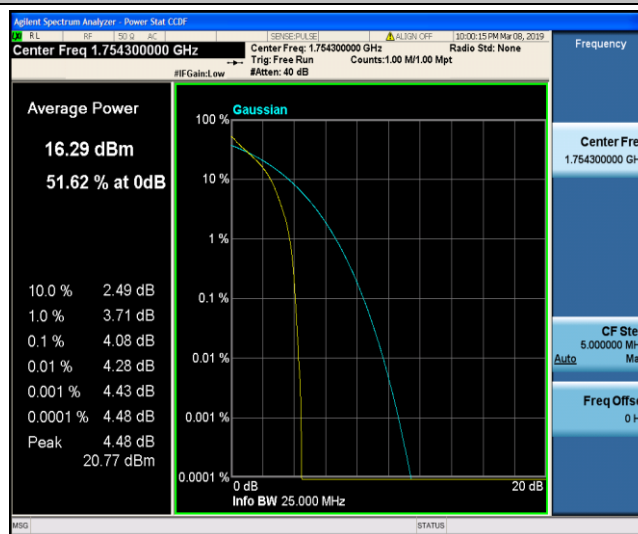 Agilent Spectrum Analyzer - Power Stat CCDF
RL RF 50 Ω AC SENSE:PULSE ALIGN OFF 10:00:15 PM Mar 08, 2019
Center Freq 1.754300000 GHz
Center Freq: 1.754300000 GHz Radio Std: None
Trig: Free Run Counts:1.00 M/1.00 Mpt
#IFGain:Low #Atten: 40 dB
Frequency
Average Power
16.29 dBm
51.62 % at 0dB
10.0 % 2.49 dB
1.0 % 3.71 dB
0.1 % 4.08 dB
0.01 % 4.28 dB
0.001 % 4.43 dB
0.0001 % 4.48 dB
Peak 4.48 dB
20.77 dBm
Gaussian
100 %
10 %
1 %
0.1 %
0.01 %
0.001 %
0.0001 %
0 dB 20 dB
Info BW 25.000 MHz
Center Fre
1.754300000 GH
CF Ste
5.000000 MH
Auto Ma
Freq Offse
0 H
MSG STATUS